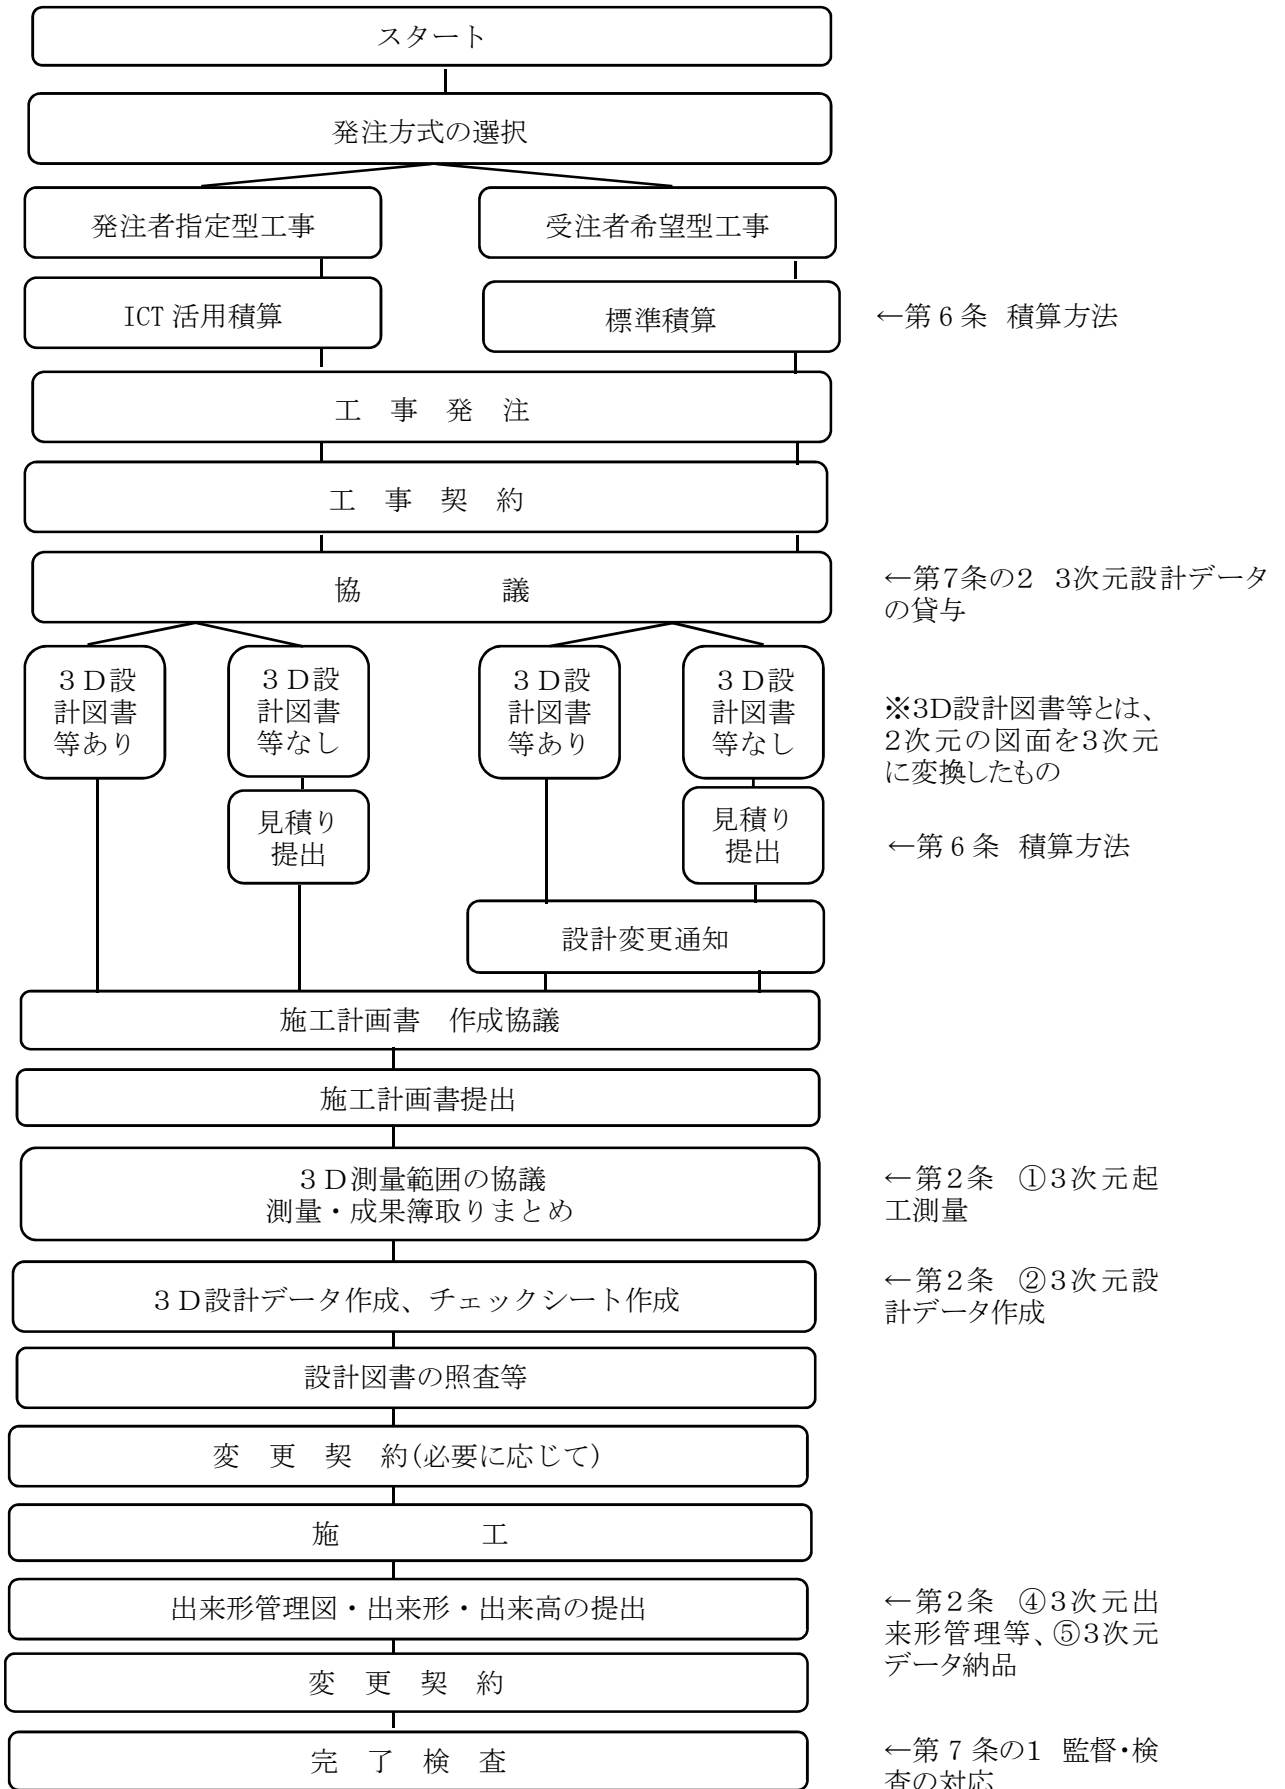 スタート
発注方式の選択
発注者指定型工事
受注者希望型工事
ICT 活用積算
標準積算
←第 6 条 積算方法
工 事 発 注
工 事 契 約
協 議
←第7条の2 3次元設計データ
の貸与
3D設
計図書
等あり
3D設
計図書
等なし
3D設
計図書
等あり
3D設
計図書
等なし
※3D設計図書等とは、
2次元の図面を3次元
に変換したもの
見積り
提出
見積り
提出
←第 6 条 積算方法
設計変更通知
施工計画書 作成協議
施工計画書提出
3D測量範囲の協議
測量・成果簿取りまとめ
←第2条 ①3次元起
工測量
3D設計データ作成、チェックシート作成
←第2条 ②3次元設
計データ作成
設計図書の照査等
変 更 契 約(必要に応じて)
施 工
出来形管理図・出来形・出来高の提出
←第2条 ④3次元出
来形管理等、⑤3次元
データ納品
変 更 契 約
完 了 検 査
←第 7 条の1 監督・検
査の対応